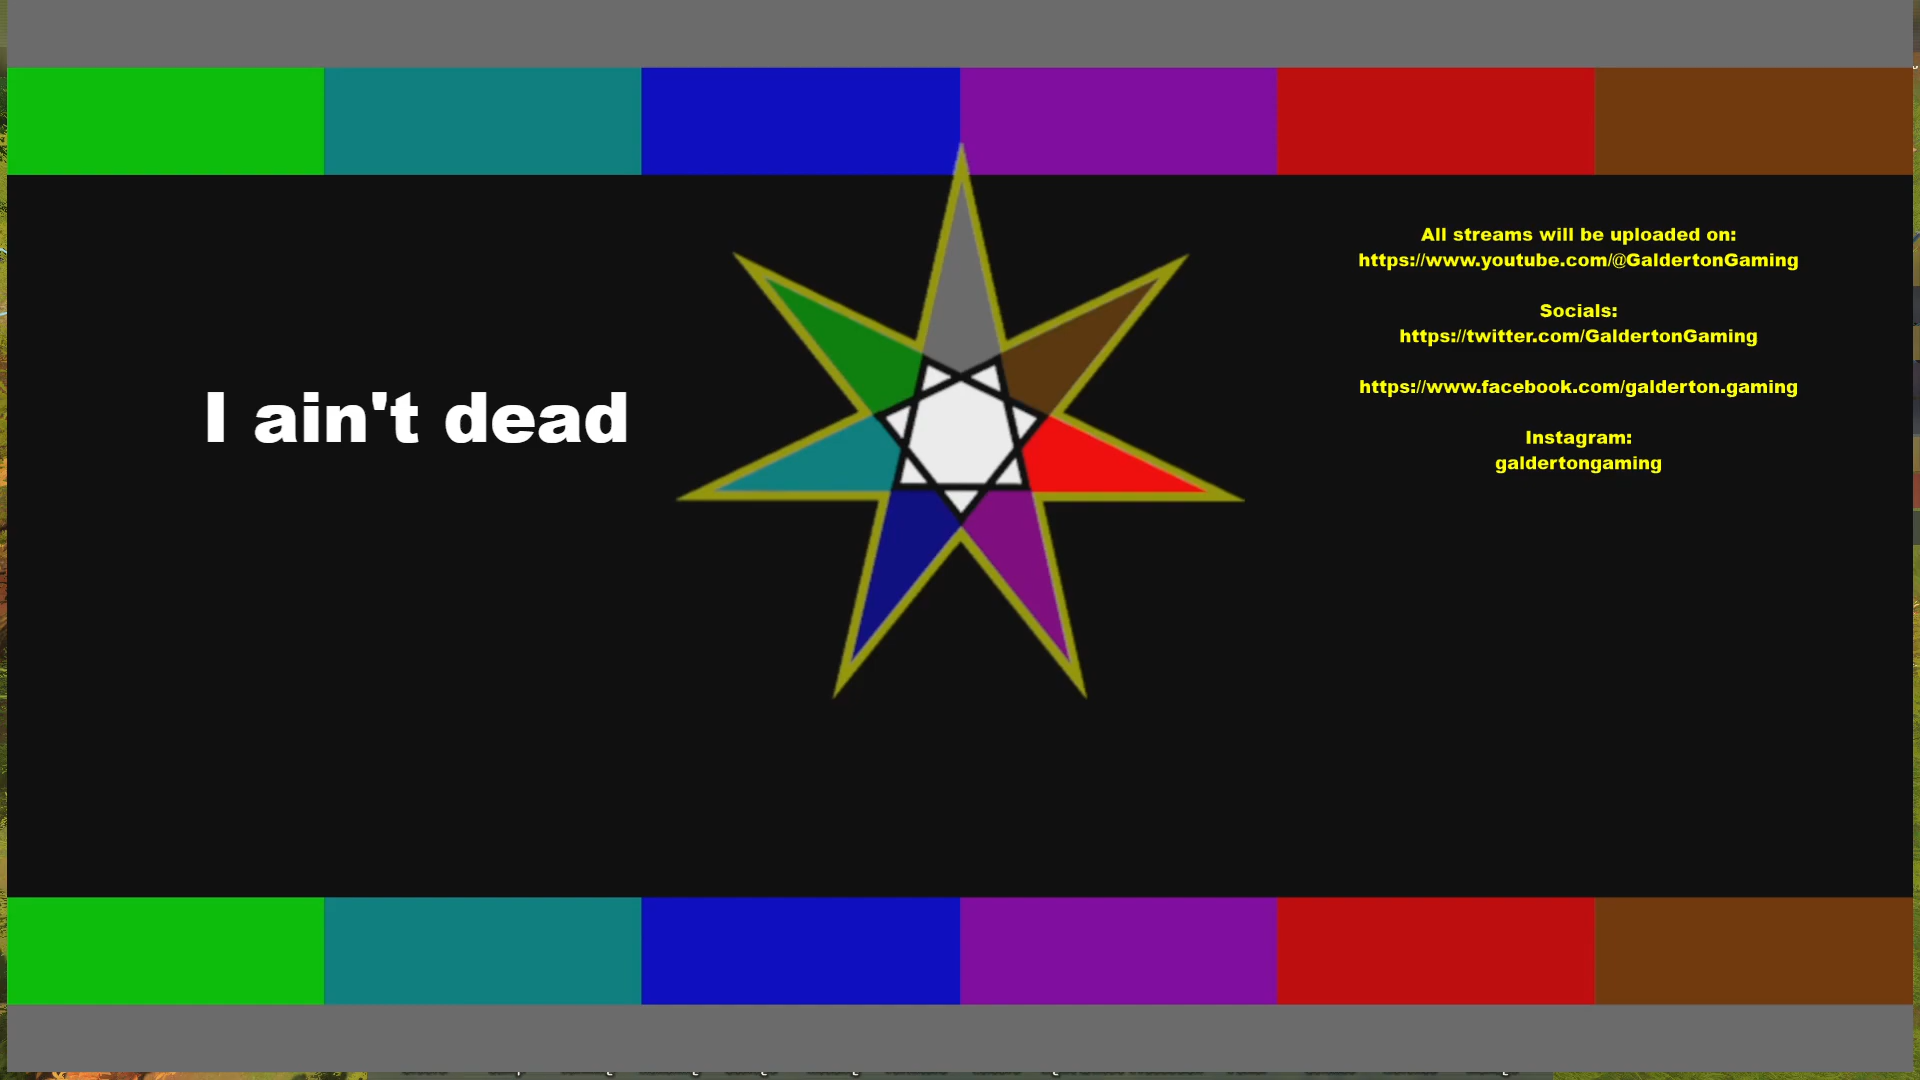 I ain't dead
All streams will be uploaded on:
https://www.youtube.com/@GaldertonGaming
Socials:
https://twitter.com/GaldertonGaming
https://www.facebook.com/galderton.gaming
Instagram:
galdertongaming